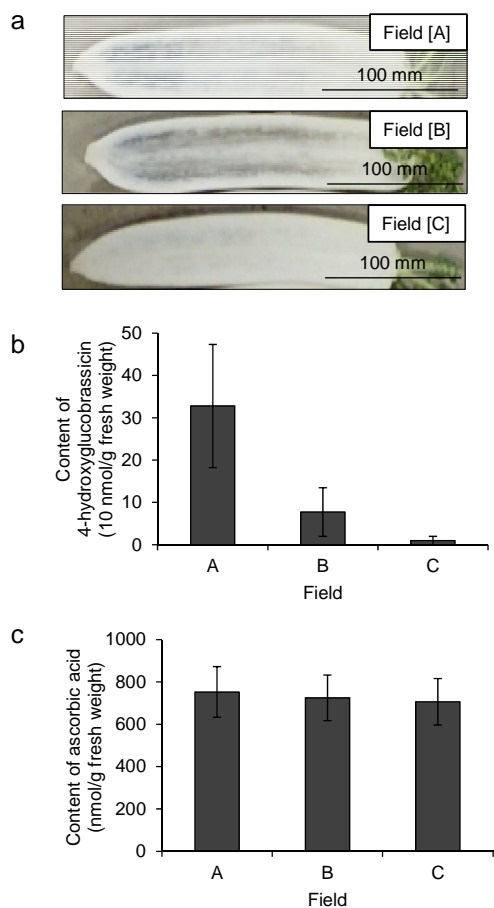 a
Field [A]
100 mm
Field [B]
100 mm
Field [C]
100 mm
b
Content of
4-hydroxyglucobrassicin
(10 nmol/g fresh weight)
50
40
30
20
10
0
A B C
Field
c
Content of ascorbic acid
(nmol/g fresh weight)
1000
800
600
400
200
0
A B C
Field